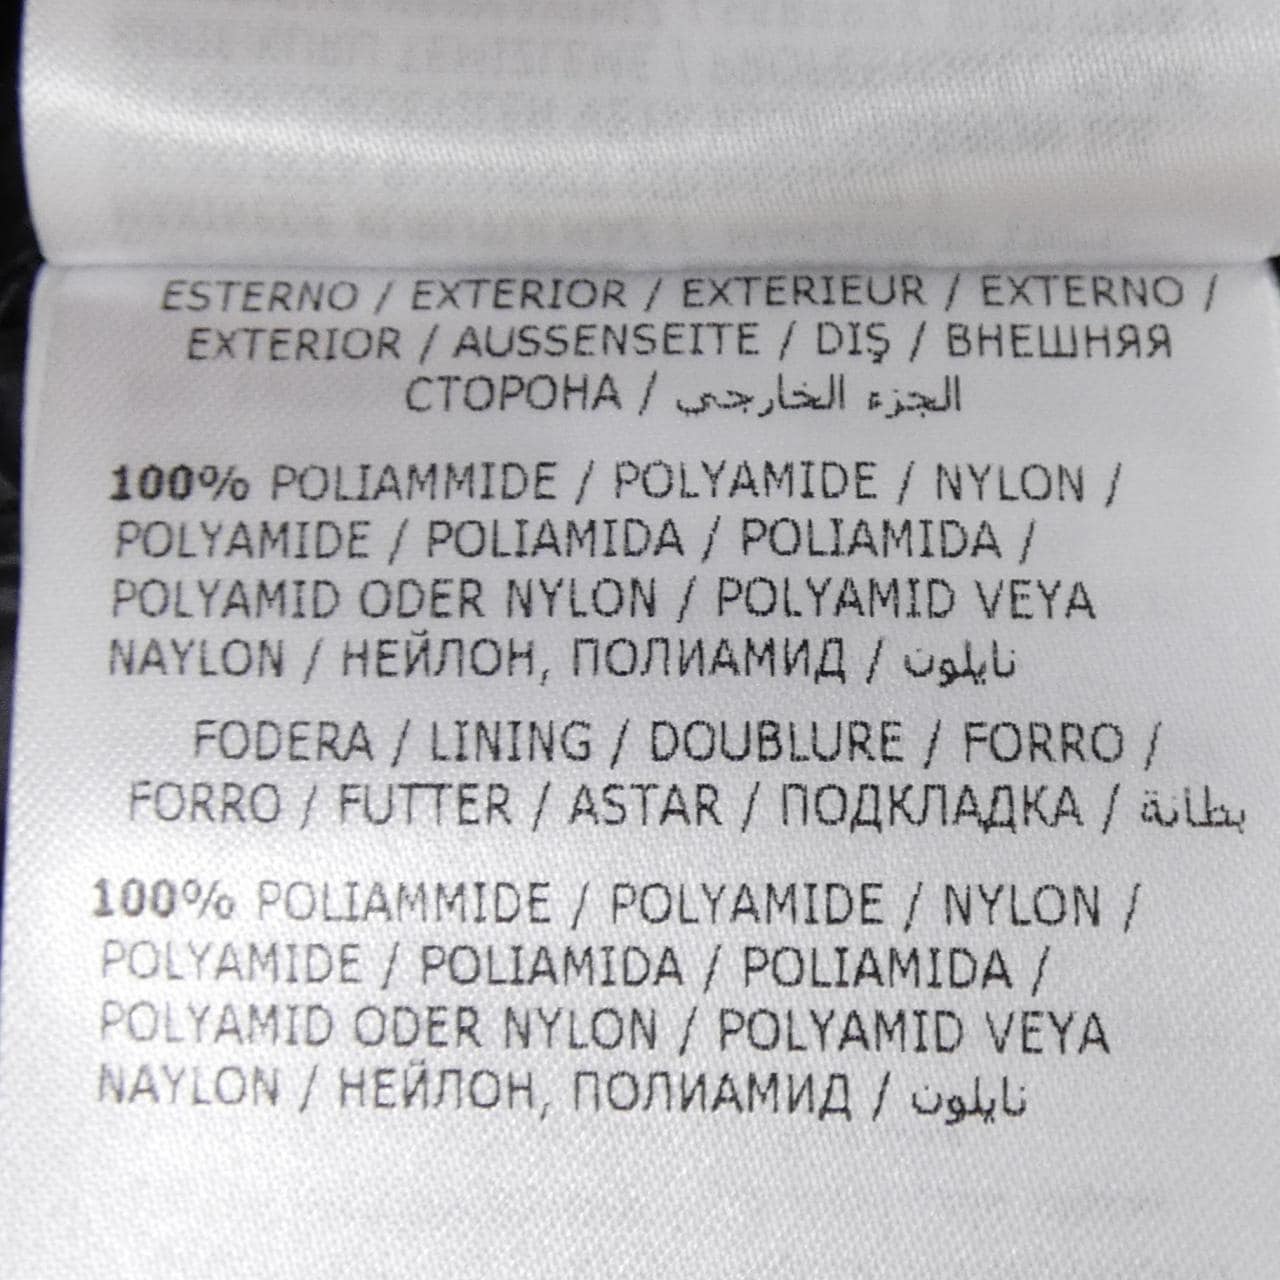 ESTERNO / EXTERIOR / EXTERIEUR / EXTERNO /
EXTERIOR / AUSSENSEITE / DIŞ / ВНЕШНЯЯ
СТОРОНА / الجزء الخارجي
100% POLIAMMIDE / POLYAMIDE / NYLON /
POLYAMIDE / POLIAMIDA / POLIAMIDA /
POLYAMID ODER NYLON / POLYAMID VEYA
NAYLON / НЕЙЛОН, ПОЛИАМИД / نايلون
FODERA / LINING / DOUBLURE / FORRO /
FORRO / FUTTER / ASTAR / ПОДКЛАДКА / بطانة
100% POLIAMMIDE / POLYAMIDE / NYLON /
POLYAMIDE / POLIAMIDA / POLIAMIDA /
POLYAMID ODER NYLON / POLYAMID VEYA
NAYLON / НЕЙЛОН, ПОЛИАМИД / نايلون